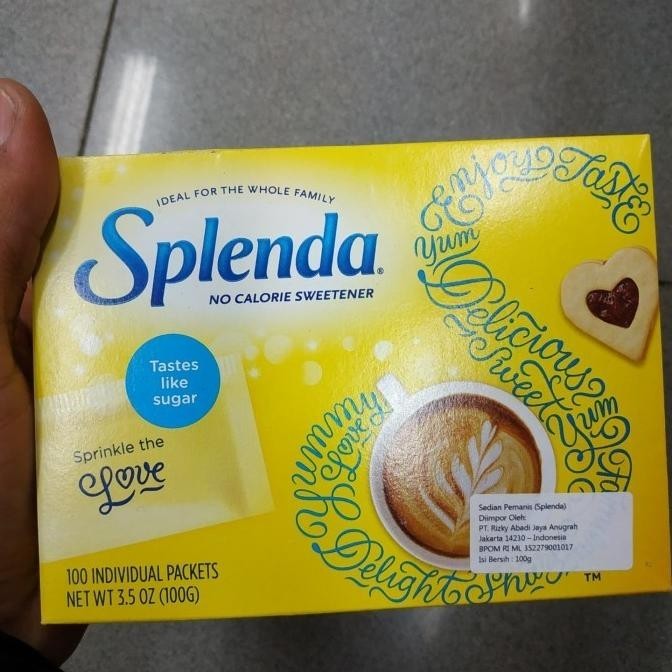 IDEAL FOR THE WHOLE FAMILY
Splenda®
NO CALORIE SWEETENER
Tastes
like
sugar
Sprinkle the
Love
100 INDIVIDUAL PACKETS
NET WT 3.5 OZ (100G)
Enjoy Taste
Yum
Delicious Yum
Sweet
Yummy
Love
Delight
TM
Sedian Pemanis (Splenda)
Diimpor Oleh:
PT. Rizky Abadi Jaya Anugrah
Jakarta 14230 – Indonesia
BPOM RI ML 352279001017
Isi Bersih : 100g